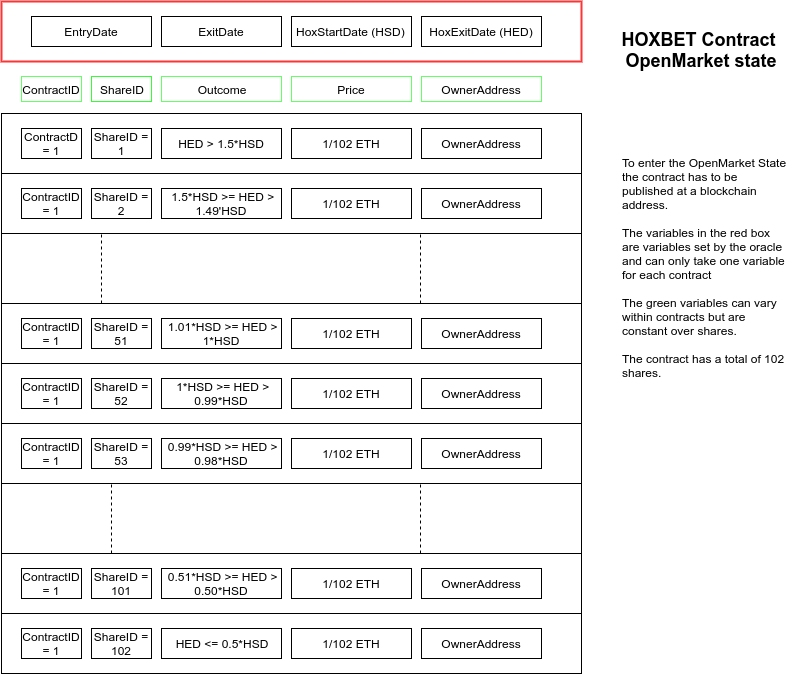 EntryDate
ExitDate
HoxStartDate (HSD)
HoxExitDate (HED)
HOXBET Contract
OpenMarket state
ContractID
ShareID
Outcome
Price
OwnerAddress
ContractD
= 1
ShareID =
1
HED > 1.5*HSD
1/102 ETH
OwnerAddress
ContractID
= 1
ShareID =
2
1.5*HSD >= HED >
1.49'HSD
1/102 ETH
OwnerAddress
ContractID
= 1
ShareID =
51
1.01*HSD >= HED >
1*HSD
1/102 ETH
OwnerAddress
ContractID
= 1
ShareID =
52
1*HSD >= HED >
0.99*HSD
1/102 ETH
OwnerAddress
ContractID
= 1
ShareID =
53
0.99*HSD >= HED >
0.98*HSD
1/102 ETH
OwnerAddress
ContractID
= 1
ShareID =
101
0.51*HSD >= HED >
0.50*HSD
1/102 ETH
OwnerAddress
ContractID
= 1
ShareID =
102
HED <= 0.5*HSD
1/102 ETH
OwnerAddress
To enter the OpenMarket State
the contract has to be
published at a blockchain
address.
The variables in the red box
are variables set by the oracle
and can only take one variable
for each contract
The green variables can vary
within contracts but are
constant over shares.
The contract has a total of 102
shares.